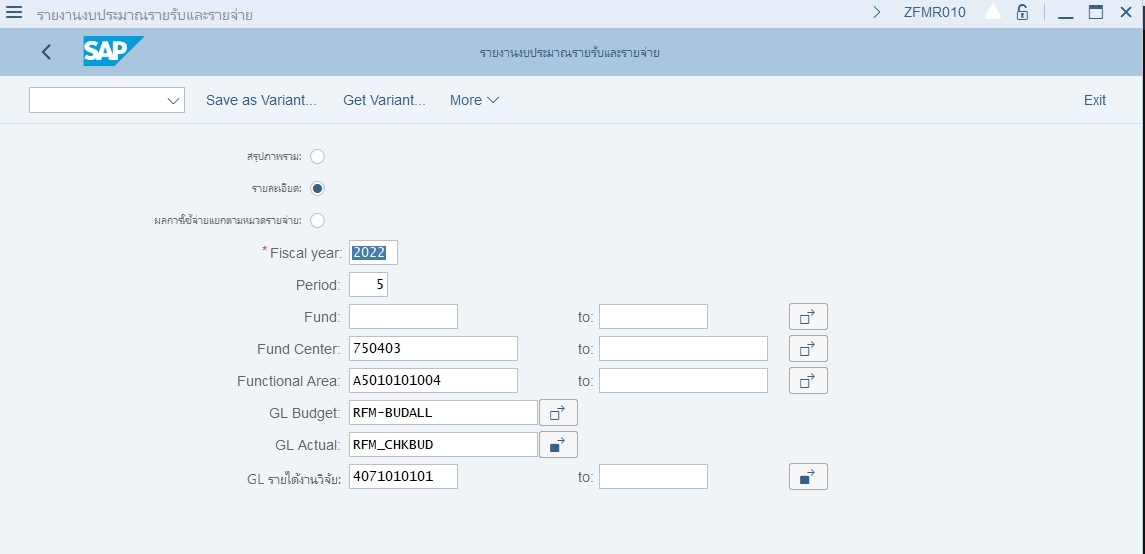 รายงานงบประมาณรายรับและรายจ่าย ZFMR010
SAP รายงานงบประมาณรายรับและรายจ่าย
Save as Variant... Get Variant... More Exit
สรุปภาพรวม:
รายละเอียด:
ผลการใช้จ่ายแยกตามหมวดรายจ่าย:
* Fiscal year: 2022
Period: 5
Fund: to:
Fund Center: 750403 to:
Functional Area: A5010101004 to:
GL Budget: RFM-BUDALL
GL Actual: RFM_CHKBUD
GL รายได้งานวิจัย: 4071010101 to: